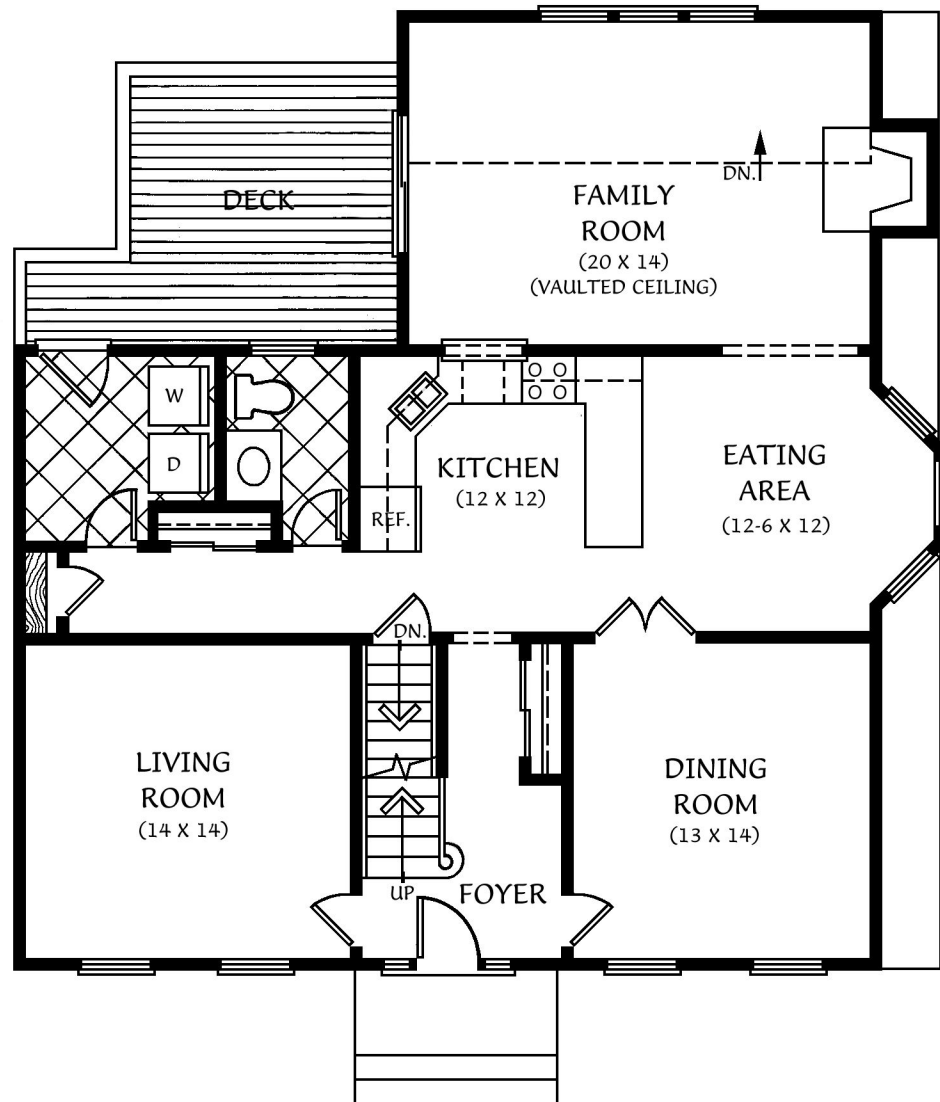 DECK
DN.
FAMILY
ROOM
(20 X 14)
(VAULTED CEILING)
W
D
REF.
KITCHEN
(12 X 12)
EATING
AREA
(12-6 X 12)
DN.
LIVING
ROOM
(14 X 14)
DINING
ROOM
(13 X 14)
UP
FOYER